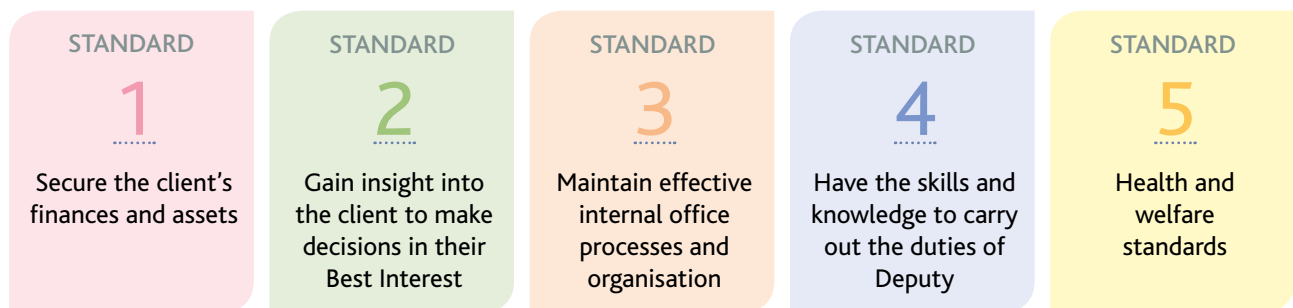 STANDARD
1
Secure the client's
finances and assets
STANDARD
2
Gain insight into
the client to make
decisions in their
Best Interest
STANDARD
3
Maintain effective
internal office
processes and
organisation
STANDARD
4
Have the skills and
knowledge to carry
out the duties of
Deputy
STANDARD
5
Health and
welfare
standards